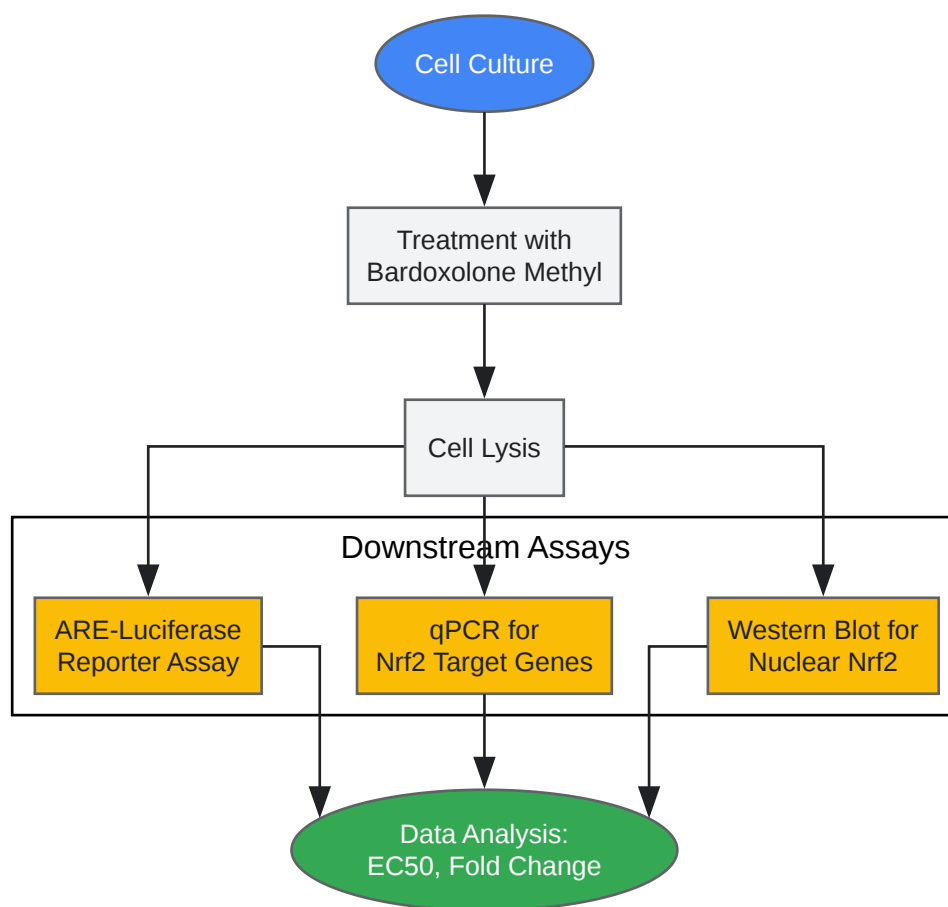 Cell Culture
Treatment with
Bardoxolone Methyl
Cell Lysis
Downstream Assays
ARE-Luciferase
Reporter Assay
qPCR for
Nrf2 Target Genes
Western Blot for
Nuclear Nrf2
Data Analysis:
EC50, Fold Change